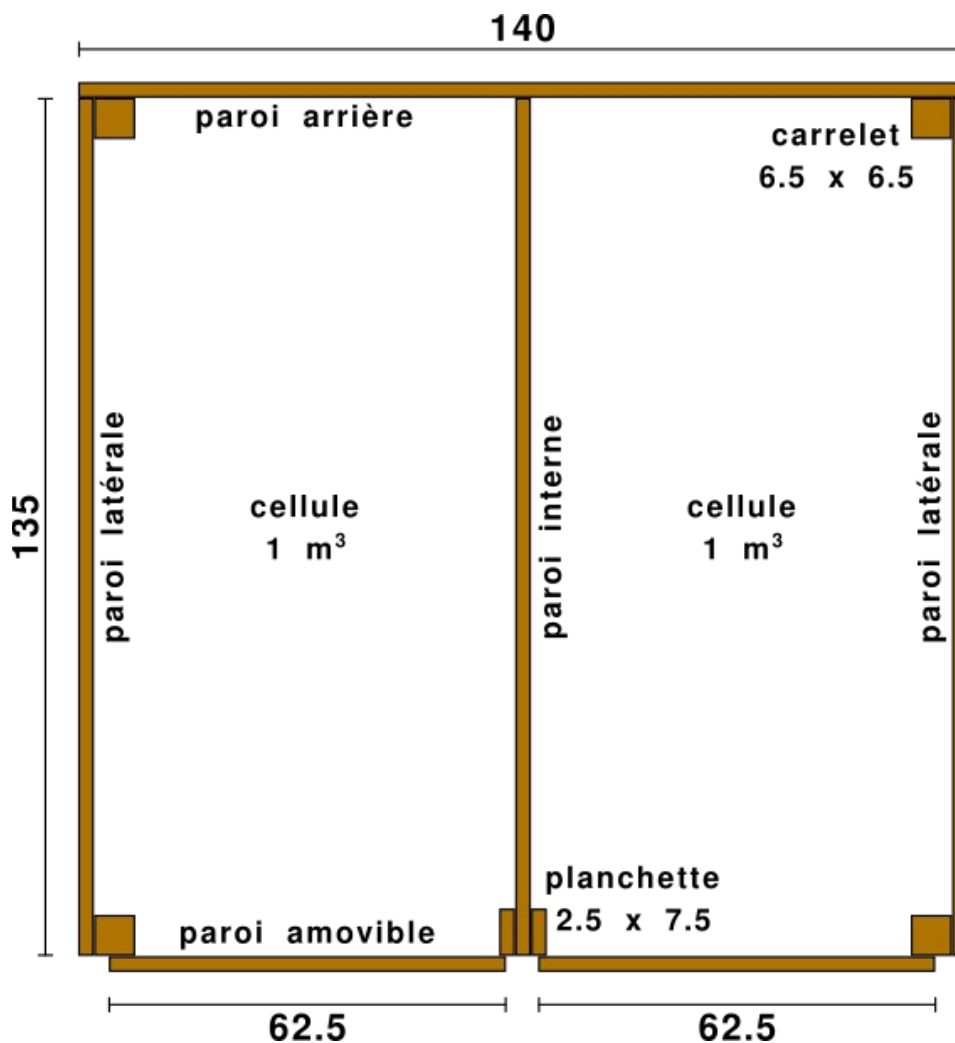 140
paroi arrière
carrelet
6.5 x 6.5
135
paroi latérale
cellule
1 m³
paroi interne
cellule
1 m³
paroi latérale
planchette
2.5 x 7.5
paroi amovible
62.5
62.5